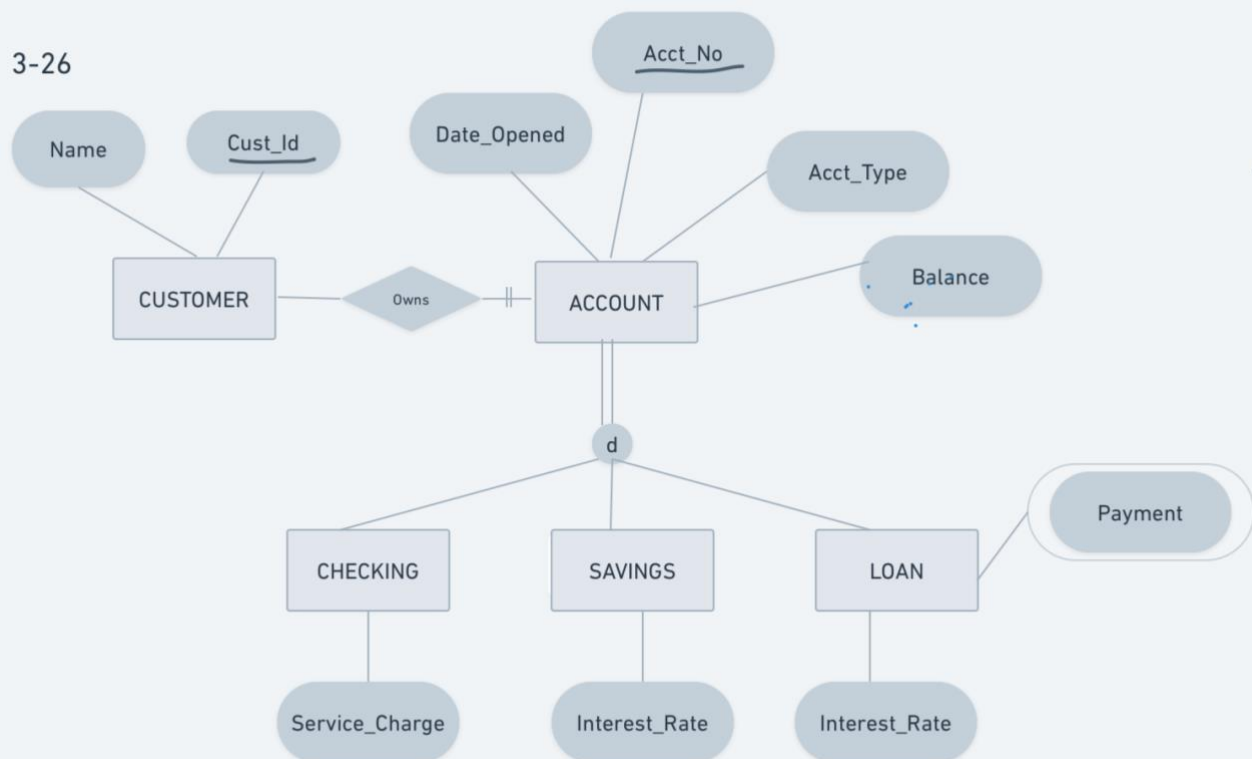 3-26
Acct_No
Date_Opened
Name
Cust_Id
Acct_Type
Balance
CUSTOMER
Owns
ACCOUNT
d
Payment
CHECKING
SAVINGS
LOAN
Service_Charge
Interest_Rate
Interest_Rate